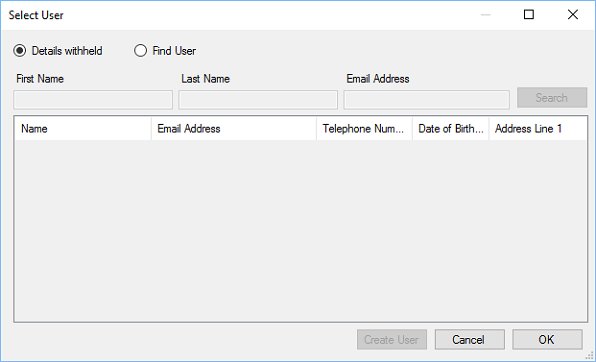 Select User
Details withheld Find User
First Name Last Name Email Address
Search
Name Email Address Telephone Num... Date of Birth... Address Line 1
Create User Cancel OK